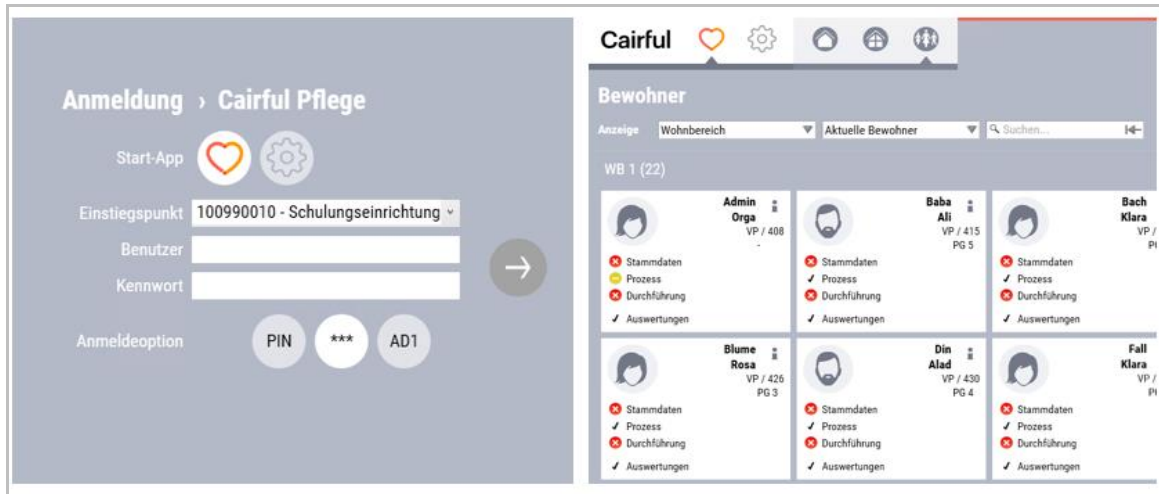 Anmeldung › Cairful Pflege
Start-App
Einstiegspunkt 100990010 - Schulungseinrichtung
Benutzer
Kennwort
Anmeldeoption PIN *** AD1
Cairful
Bewohner
Anzeige Wohnbereich Aktuelle Bewohner Suchen...
WB 1 (22)
Admin
Orga
VP / 408
-
Stammdaten
Prozess
Durchführung
Auswertungen
Baba
Ali
VP / 415
PG 5
Stammdaten
Prozess
Durchführung
Auswertungen
Bach
Klara
VP /
Stammdaten
Prozess
Durchführung
Auswertungen
Blume
Rosa
VP / 426
PG 3
Stammdaten
Prozess
Durchführung
Auswertungen
Din
Alad
VP / 430
PG 4
Stammdaten
Prozess
Durchführung
Auswertungen
Fall
Klara
VP /
Stammdaten
Prozess
Durchführung
Auswertungen